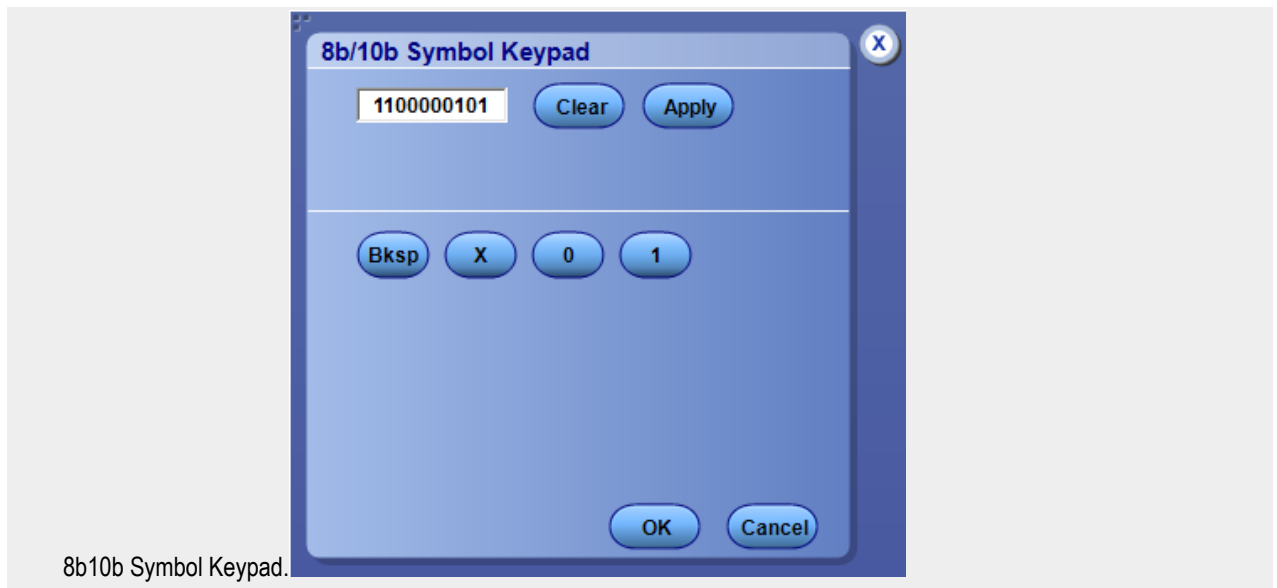 8b/10b Symbol Keypad
X
1100000101 Clear Apply
Bksp X 0 1
OK Cancel
8b10b Symbol Keypad.